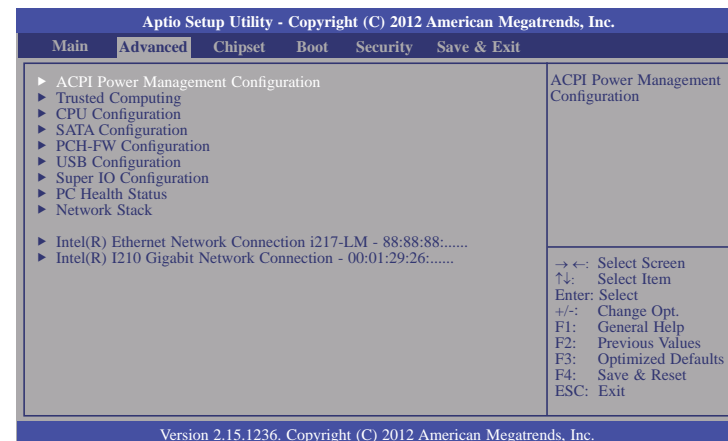 Aptio Setup Utility - Copyright (C) 2012 American Megatrends, Inc.
Main Advanced Chipset Boot Security Save & Exit
▶ ACPI Power Management Configuration
▶ Trusted Computing
▶ CPU Configuration
▶ SATA Configuration
▶ PCH-FW Configuration
▶ USB Configuration
▶ Super IO Configuration
▶ PC Health Status
▶ Network Stack
▶ Intel(R) Ethernet Network Connection i217-LM - 88:88:88:......
▶ Intel(R) I210 Gigabit Network Connection - 00:01:29:26:......
ACPI Power Management
Configuration
→ ←: Select Screen
↑↓: Select Item
Enter: Select
+/-: Change Opt.
F1: General Help
F2: Previous Values
F3: Optimized Defaults
F4: Save & Reset
ESC: Exit
Version 2.15.1236. Copyright (C) 2012 American Megatrends, Inc.